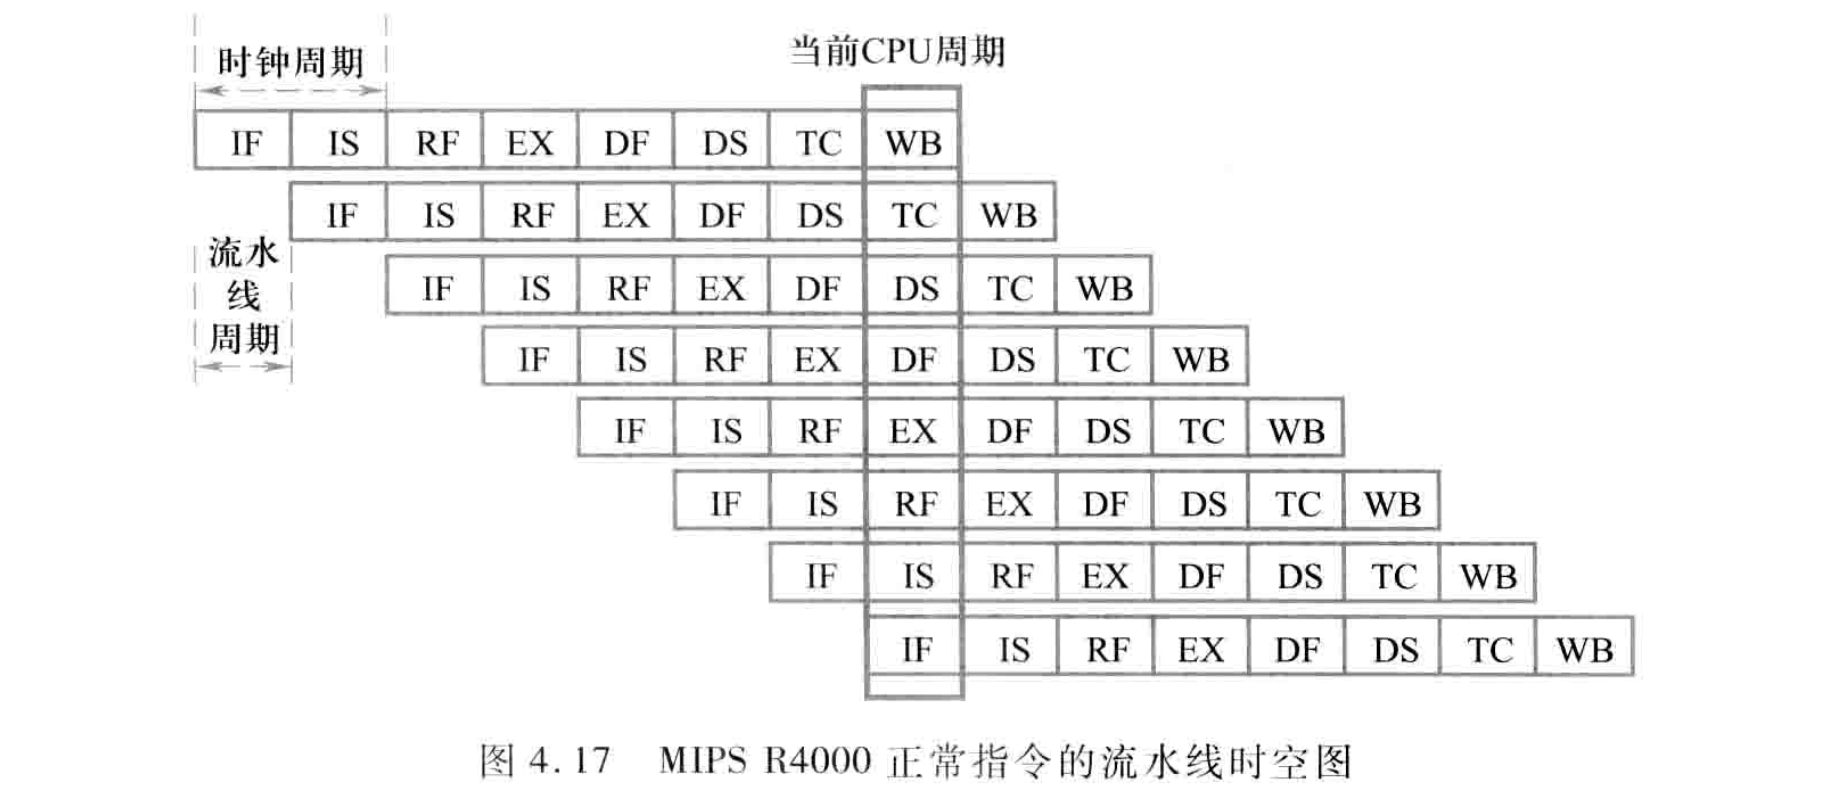 时钟周期
当前CPU周期
IF IS RF EX DF DS TC WB
IF IS RF EX DF DS TC WB
流水
线
周期
IF IS RF EX DF DS TC WB
IF IS RF EX DF DS TC WB
IF IS RF EX DF DS TC WB
IF IS RF EX DF DS TC WB
IF IS RF EX DF DS TC WB
IF IS RF EX DF DS TC WB
图 4.17 MIPS R4000 正常指令的流水线时空图